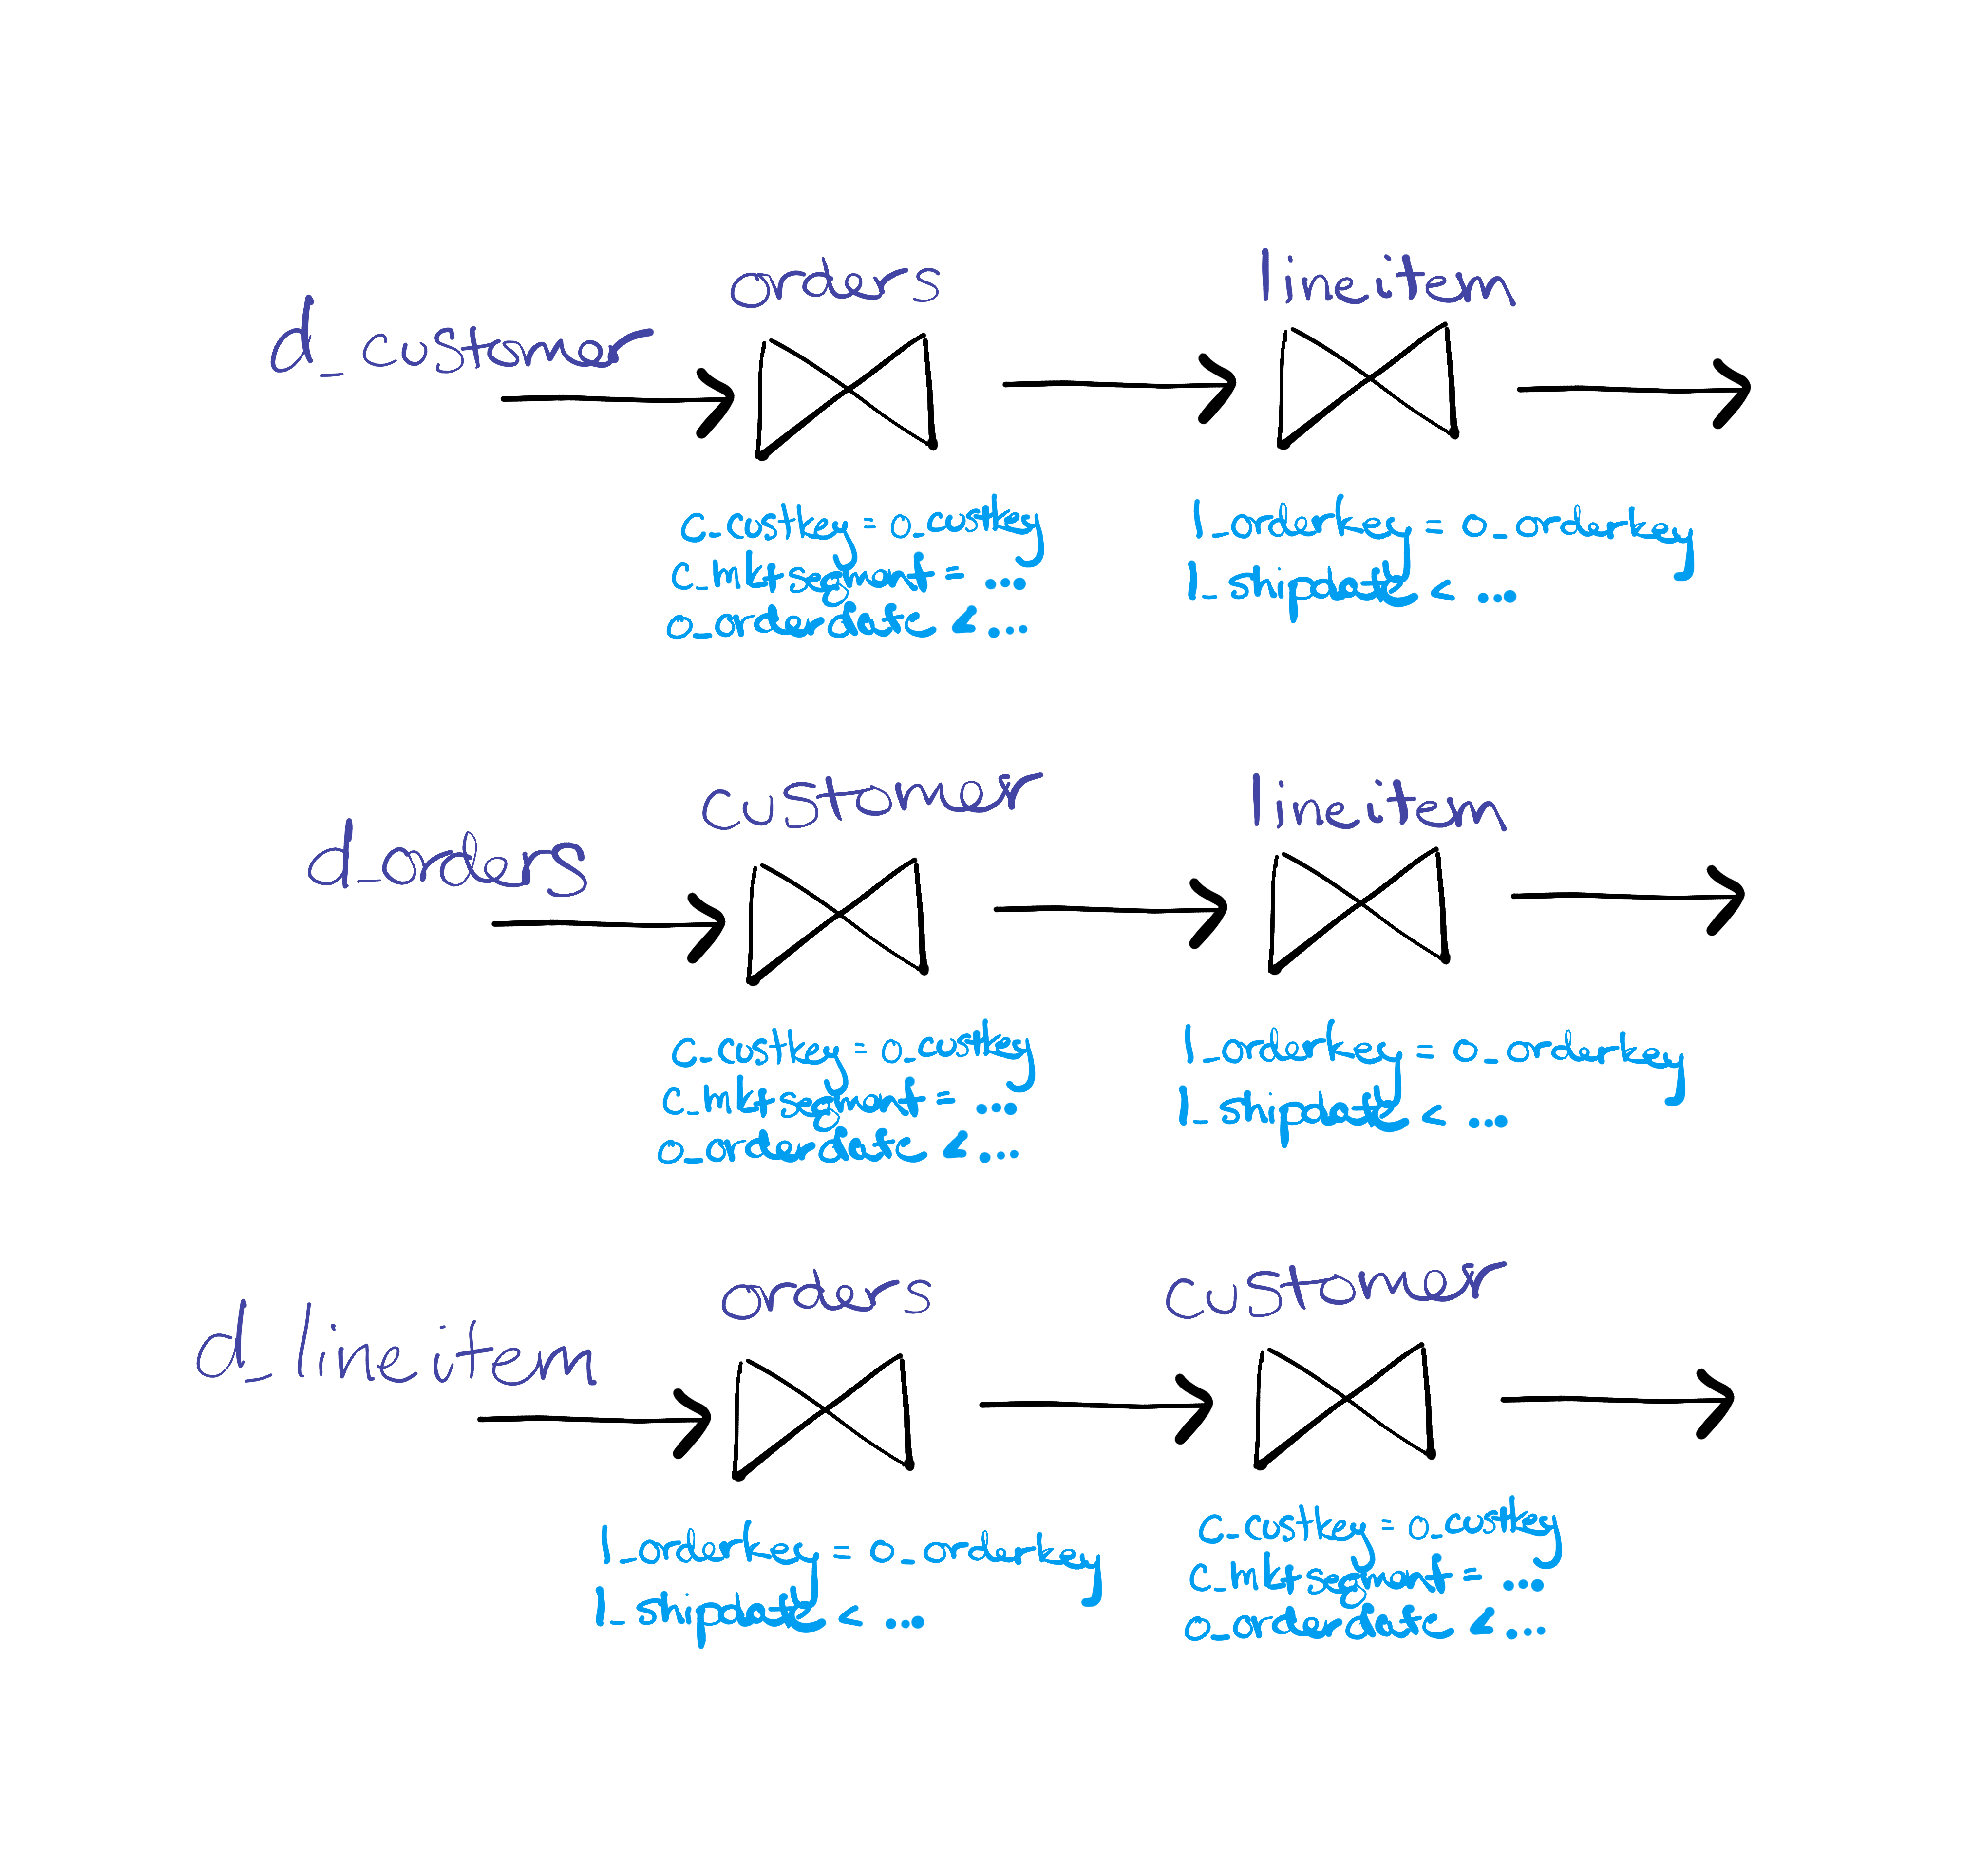 orders
lineitem
d_customer
c_custkey = o_custkey
c_mktsegment = ...
o_orderdate < ...
l_orderkey = o_orderkey
l_shipdate < ...
customer
lineitem
d_orders
c_custkey = o_custkey
c_mktsegment = ...
o_orderdate < ...
l_orderkey = o_orderkey
l_shipdate < ...
orders
customer
d_lineitem
l_orderkey = o_orderkey
l_shipdate < ...
c_custkey = o_custkey
c_mktsegment = ...
o_orderdate < ...